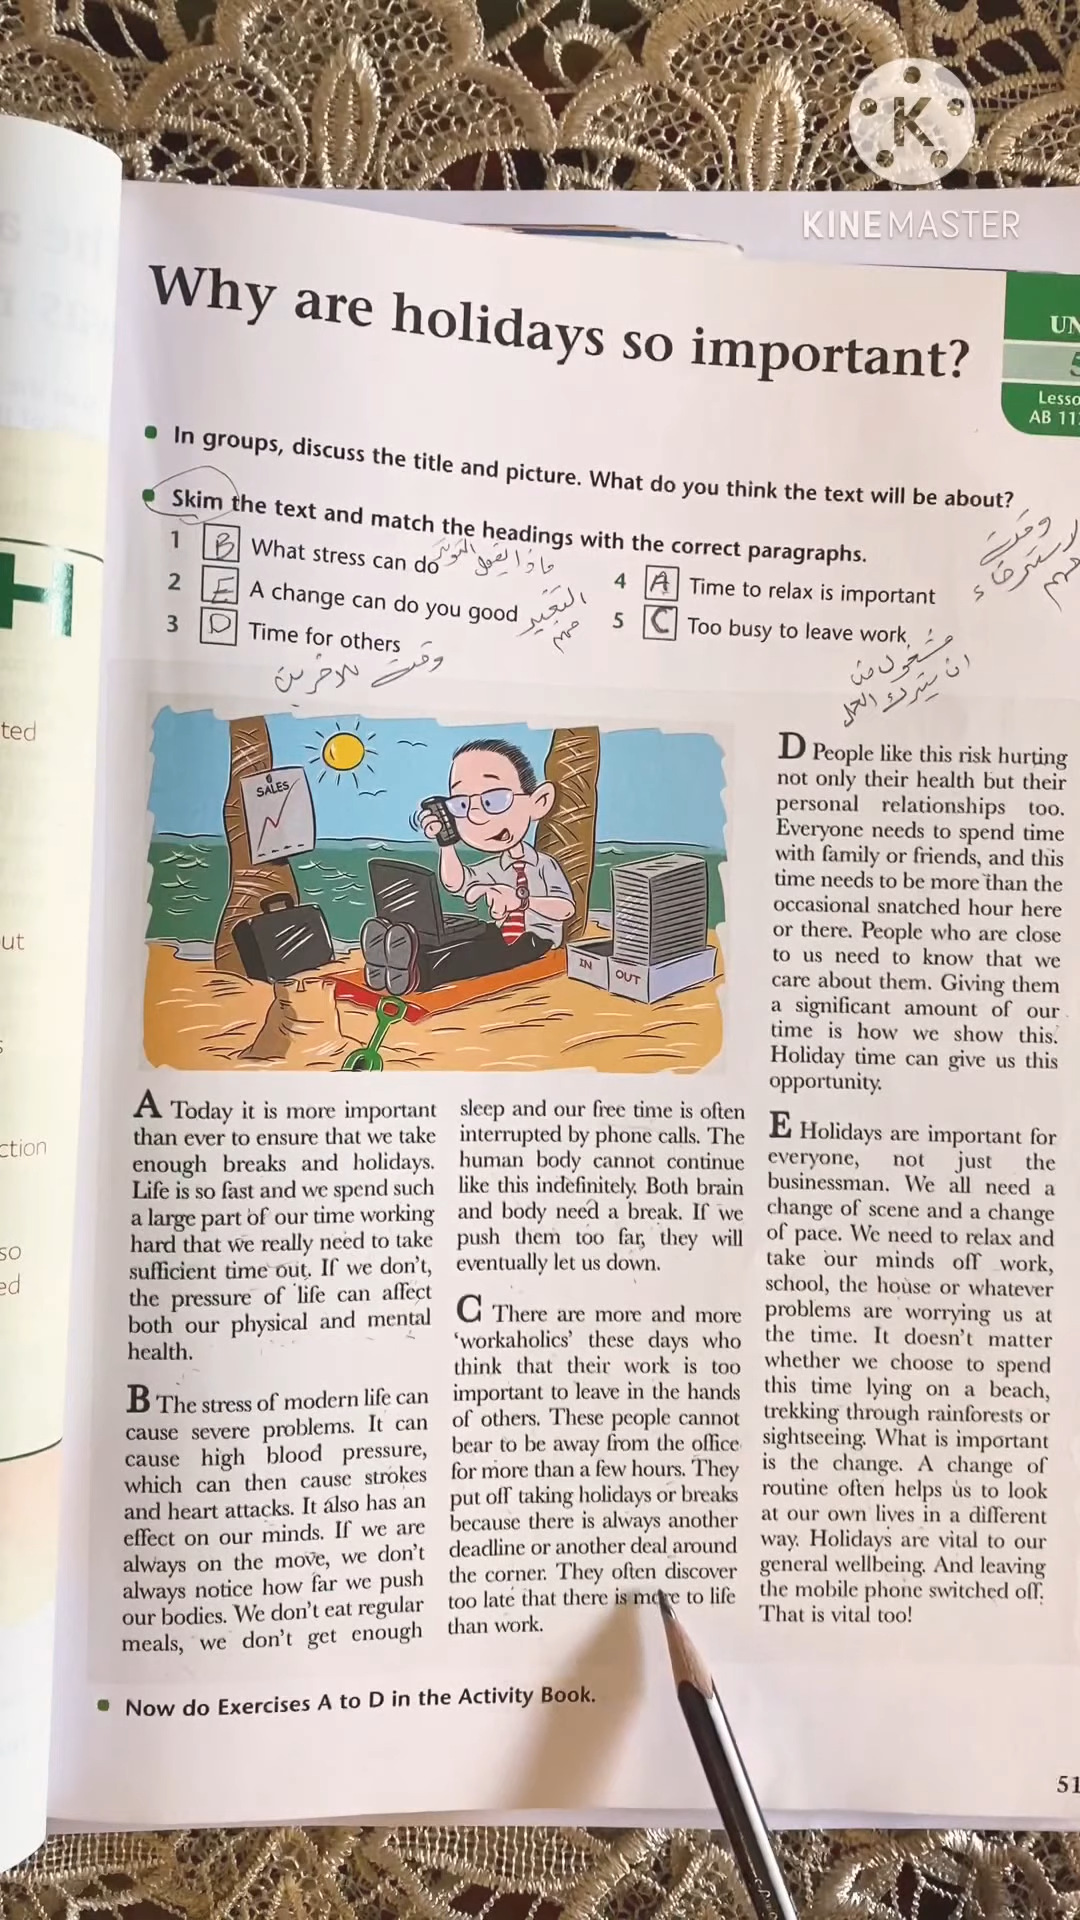 K
KINEMASTER
Why are holidays so important?
UN
5
Lesso
AB 11
In groups, discuss the title and picture. What do you think the text will be about?
Skim the text and match the headings with the correct paragraphs.
1 B What stress can do ماذا يفعل التوتر
2 E A change can do you good التغيير مهم
3 D Time for others وقت للاخرين
4 A Time to relax is important وقت الاسترخاء مهم
5 C Too busy to leave work مشغول من ان يترك العمل
SALES
IN
OUT
A Today it is more important
than ever to ensure that we take
enough breaks and holidays.
Life is so fast and we spend such
a large part of our time working
hard that we really need to take
sufficient time out. If we don't,
the pressure of life can affect
both our physical and mental
health.
B The stress of modern life can
cause severe problems. It can
cause high blood pressure,
which can then cause strokes
and heart attacks. It also has an
effect on our minds. If we are
always on the move, we don't
always notice how far we push
our bodies. We don't eat regular
meals, we don't get enough
sleep and our free time is often
interrupted by phone calls. The
human body cannot continue
like this indefinitely. Both brain
and body need a break. If we
push them too far, they will
eventually let us down.
C There are more and more
'workaholics' these days who
think that their work is too
important to leave in the hands
of others. These people cannot
bear to be away from the office
for more than a few hours. They
put off taking holidays or breaks
because there is always another
deadline or another deal around
the corner. They often discover
too late that there is more to life
than work.
D People like this risk hurting
not only their health but their
personal relationships too.
Everyone needs to spend time
with family or friends, and this
time needs to be more than the
occasional snatched hour here
or there. People who are close
to us need to know that we
care about them. Giving them
a significant amount of our
time is how we show this.
Holiday time can give us this
opportunity.
E Holidays are important for
everyone, not just the
businessman. We all need a
change of scene and a change
of pace. We need to relax and
take our minds off work,
school, the house or whatever
problems are worrying us at
the time. It doesn't matter
whether we choose to spend
this time lying on a beach,
trekking through rainforests or
sightseeing. What is important
is the change. A change of
routine often helps us to look
at our own lives in a different
way. Holidays are vital to our
general wellbeing. And leaving
the mobile phone switched off.
That is vital too!
Now do Exercises A to D in the Activity Book.
51
H
ted
ut
ction
so
ed